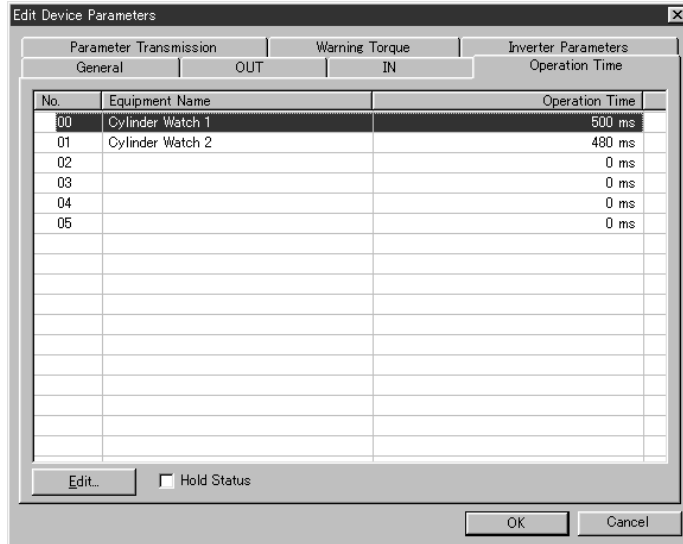 Edit Device Parameters
Parameter Transmission Warning Torque Inverter Parameters
General OUT IN Operation Time
No. Equipment Name Operation Time
00 Cylinder Watch 1 500 ms
01 Cylinder Watch 2 480 ms
02 0 ms
03 0 ms
04 0 ms
05 0 ms
Edit... Hold Status
OK Cancel